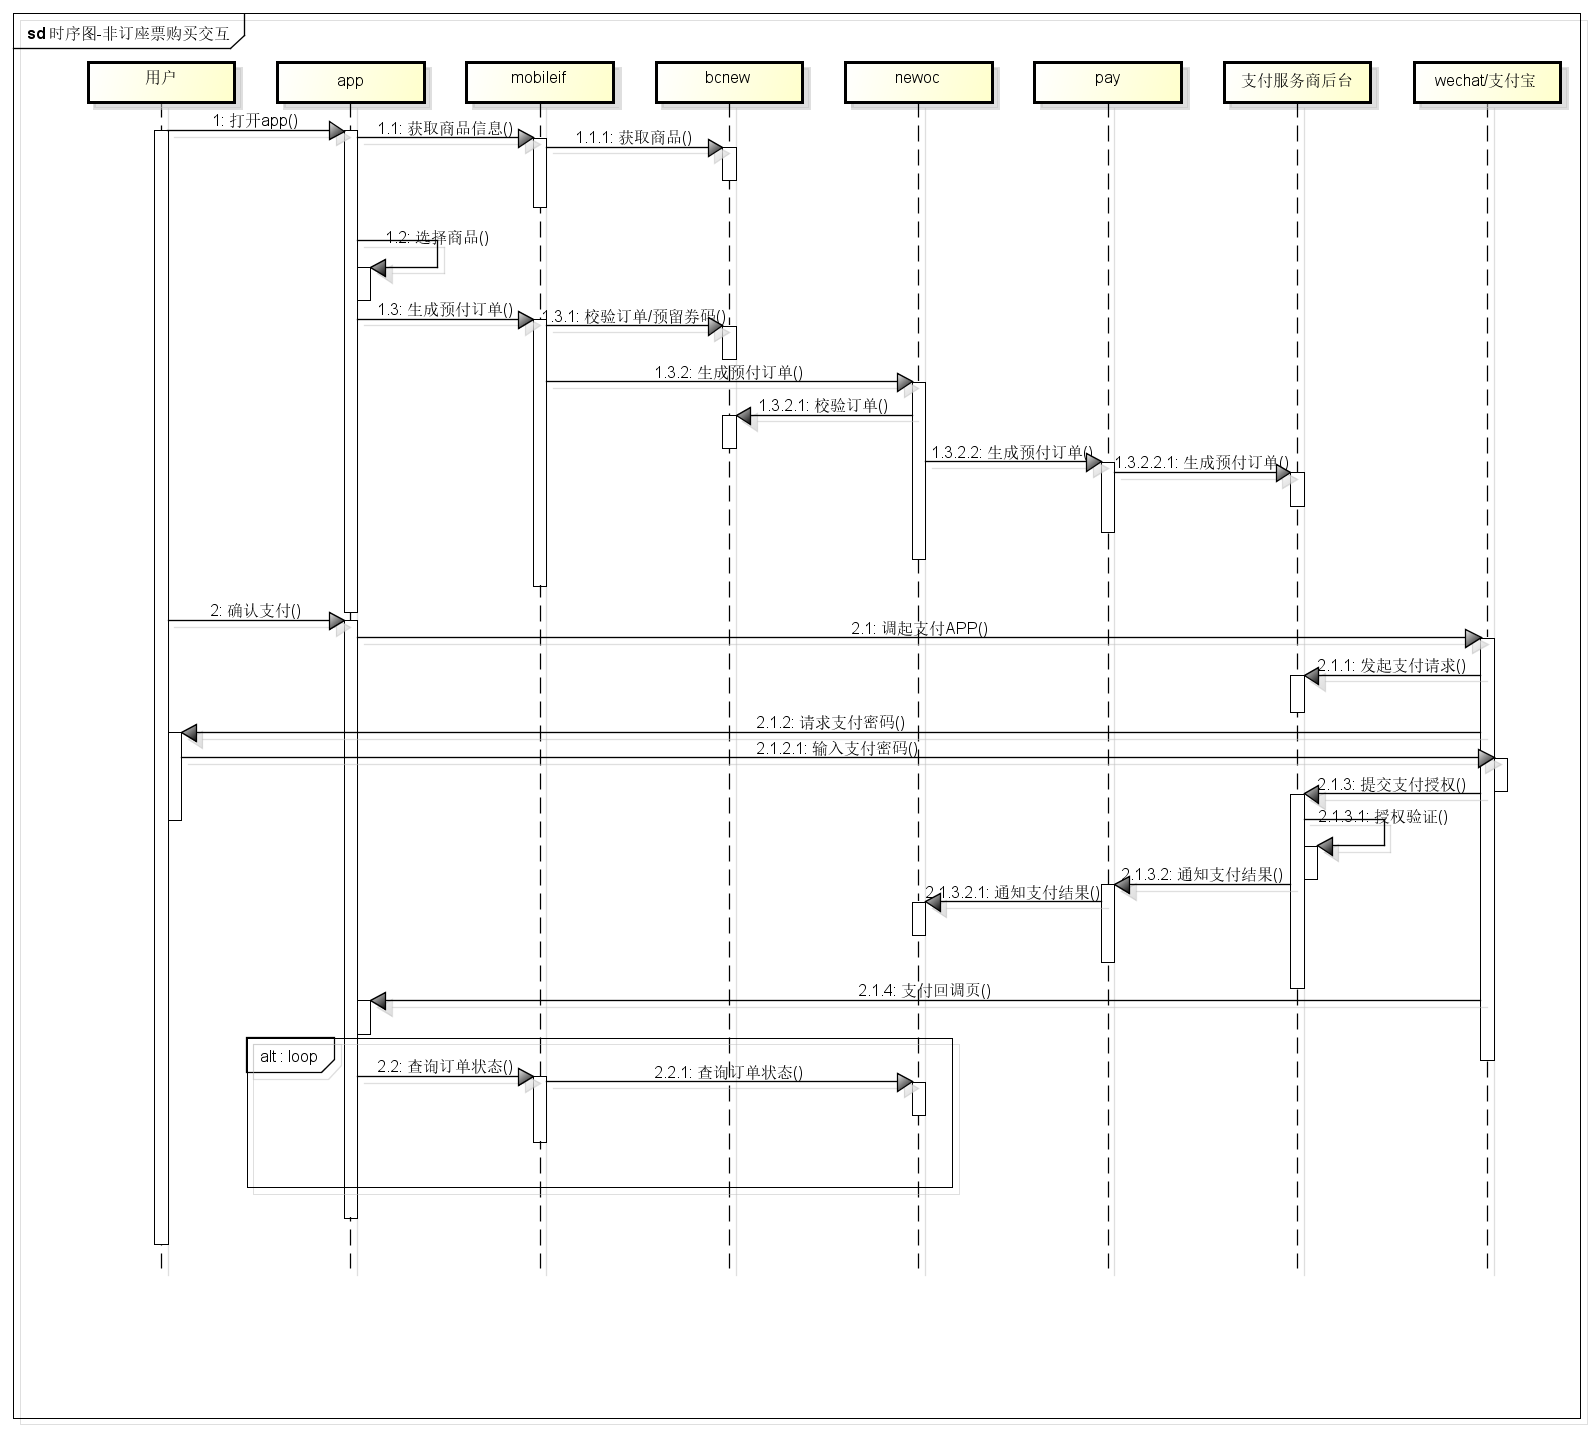 sd 时序图-非订座票购买交互
用户
app
mobileif
bcnew
newoc
pay
支付服务商后台
wechat/支付宝
1: 打开app()
1.1: 获取商品信息()
1.1.1: 获取商品()
1.2: 选择商品()
1.3: 生成预付订单()
1.3.1: 校验订单/预留券码()
1.3.2: 生成预付订单()
1.3.2.1: 校验订单()
1.3.2.2: 生成预付订单()
1.3.2.2.1: 生成预付订单()
2: 确认支付()
2.1: 调起支付APP()
2.1.1: 发起支付请求()
2.1.2: 请求支付密码()
2.1.2.1: 输入支付密码()
2.1.3: 提交支付授权()
2.1.3.1: 授权验证()
2.1.3.2: 通知支付结果()
2.1.3.2.1: 通知支付结果()
2.1.4: 支付回调页()
alt : loop
2.2: 查询订单状态()
2.2.1: 查询订单状态()